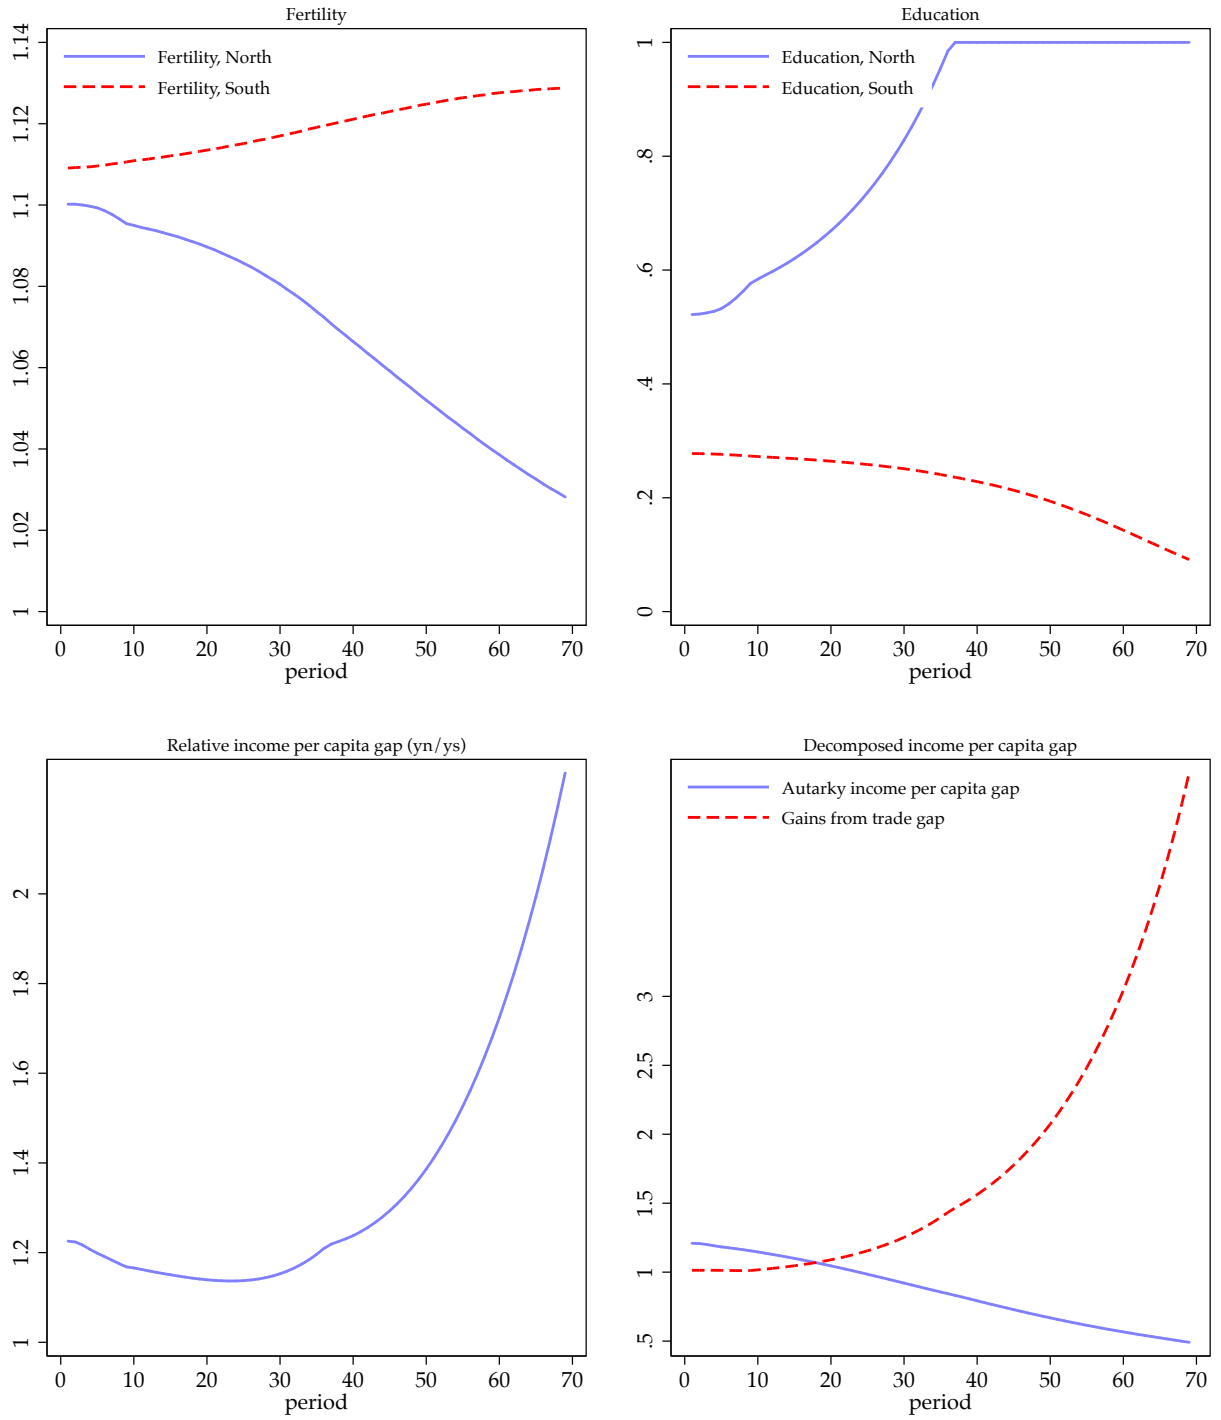 Fertility
Fertility, North
Fertility, South
1.14
1.12
1.1
1.08
1.06
1.04
1.02
1
0 10 20 30 40 50 60 70
period
Education
Education, North
Education, South
1
.8
.6
.4
.2
0
0 10 20 30 40 50 60 70
period
Relative income per capita gap (yn/ys)
2
1.8
1.6
1.4
1.2
1
0 10 20 30 40 50 60 70
period
Decomposed income per capita gap
Autarky income per capita gap
Gains from trade gap
3
2.5
2
1.5
1
.5
0 10 20 30 40 50 60 70
period